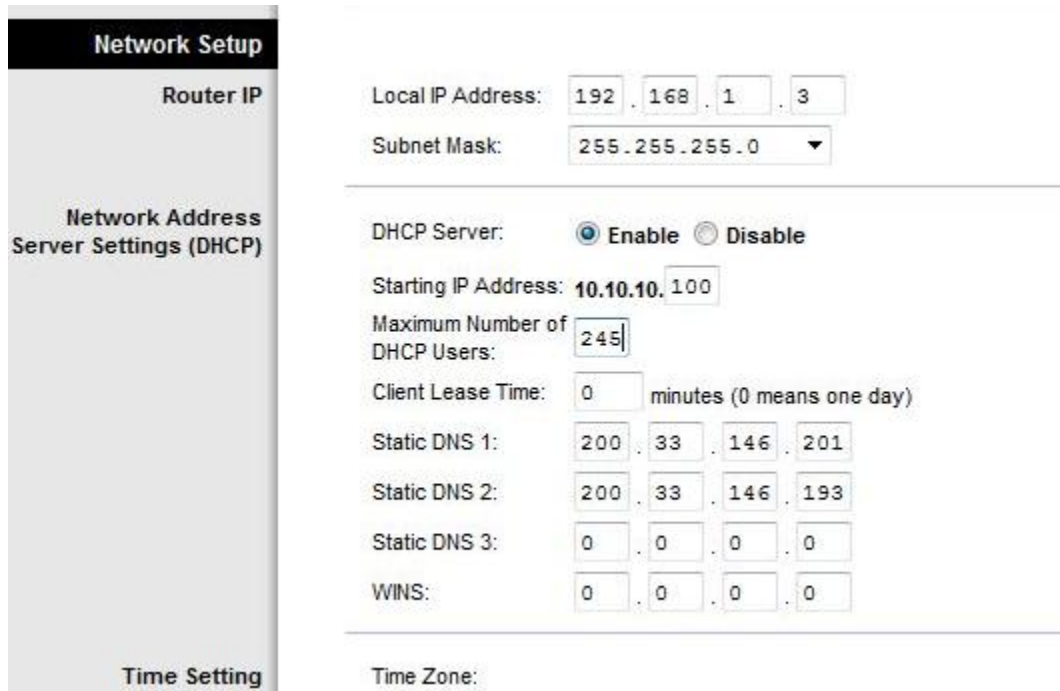 Network Setup
Router IP
Local IP Address: 192 . 168 . 1 . 3
Subnet Mask: 255.255.255.0
Network Address
Server Settings (DHCP)
DHCP Server: Enable Disable
Starting IP Address: 10.10.10. 100
Maximum Number of
DHCP Users: 245
Client Lease Time: 0 minutes (0 means one day)
Static DNS 1: 200 . 33 . 146 . 201
Static DNS 2: 200 . 33 . 146 . 193
Static DNS 3: 0 . 0 . 0 . 0
WINS: 0 . 0 . 0 . 0
Time Setting
Time Zone: